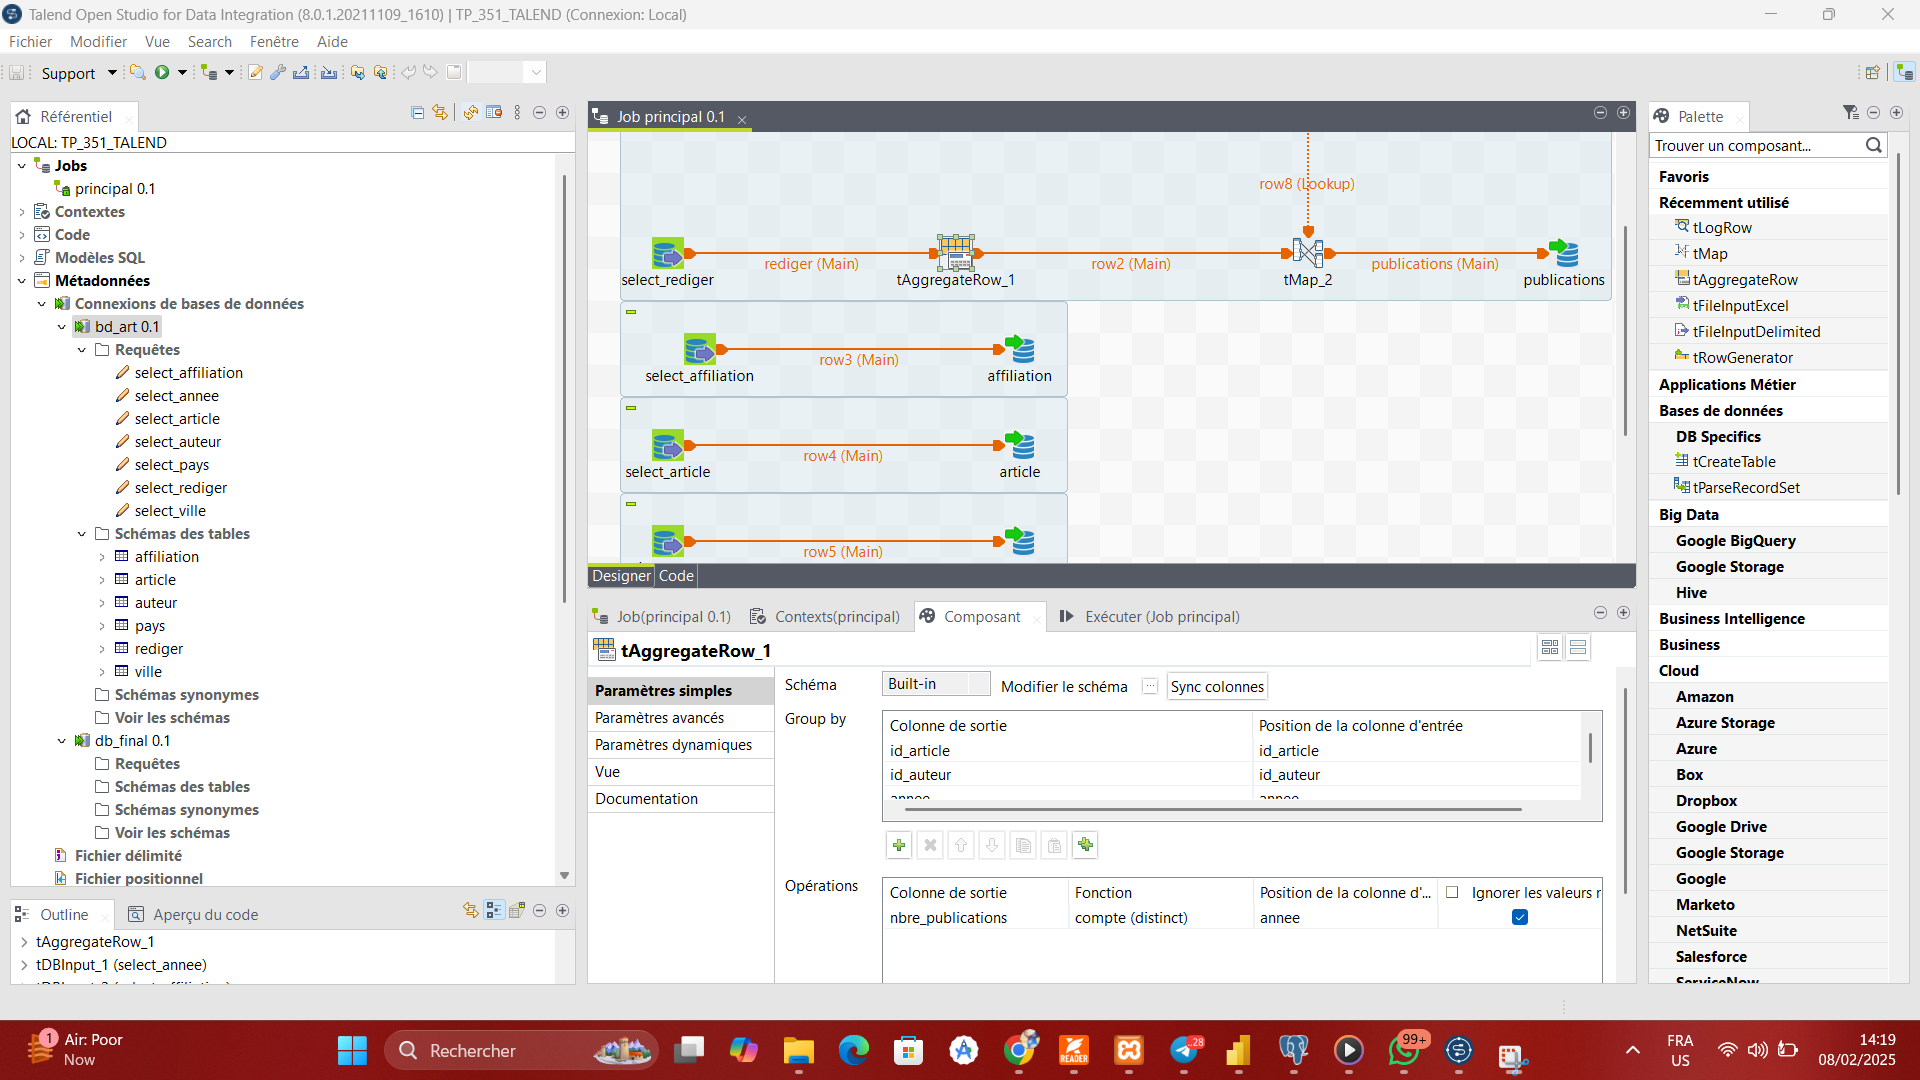 Talend Open Studio for Data Integration (8.0.1.20211109_1610) | TP_351_TALEND (Connexion: Local)
Fichier Modifier Vue Search Fenêtre Aide
Support
Référentiel
LOCAL: TP_351_TALEND
Jobs
principal 0.1
Contextes
Code
Modèles SQL
Métadonnées
Connexions de bases de données
bd_art 0.1
Requêtes
select_affiliation
select_annee
select_article
select_auteur
select_pays
select_rediger
select_ville
Schémas des tables
affiliation
article
auteur
pays
rediger
ville
Schémas synonymes
Voir les schémas
db_final 0.1
Requêtes
Schémas des tables
Schémas synonymes
Voir les schémas
Fichier délimité
Fichier positionnel
Outline
Aperçu du code
tAggregateRow_1
tDBInput_1 (select_annee)
Job principal 0.1
row8 (Lookup)
rediger (Main)
row2 (Main)
publications (Main)
select_rediger
tAggregateRow_1
tMap_2
publications
row3 (Main)
select_affiliation
affiliation
row4 (Main)
select_article
article
row5 (Main)
Designer Code
Job(principal 0.1)
Contexts(principal)
Composant
Exécuter (Job principal)
tAggregateRow_1
Paramètres simples
Paramètres avancés
Paramètres dynamiques
Vue
Documentation
Schéma
Built-in
Modifier le schéma
...
Sync colonnes
Group by
Colonne de sortie
Position de la colonne d'entrée
id_article
id_article
id_auteur
id_auteur
annee
annee
Opérations
Colonne de sortie
Fonction
Position de la colonne d'...
Ignorer les valeurs r
nbre_publications
compte (distinct)
annee
Palette
Trouver un composant...
Favoris
Récemment utilisé
tLogRow
tMap
tAggregateRow
tFileInputExcel
tFileInputDelimited
tRowGenerator
Applications Métier
Bases de données
DB Specifics
tCreateTable
tParseRecordSet
Big Data
Google BigQuery
Google Storage
Hive
Business Intelligence
Business
Cloud
Amazon
Azure Storage
Azure
Box
Dropbox
Google Drive
Google Storage
Google
Marketo
NetSuite
Salesforce
ServiceNow
1
Air: Poor
Now
Rechercher
READER
28
99+
FRA
US
14:19
08/02/2025